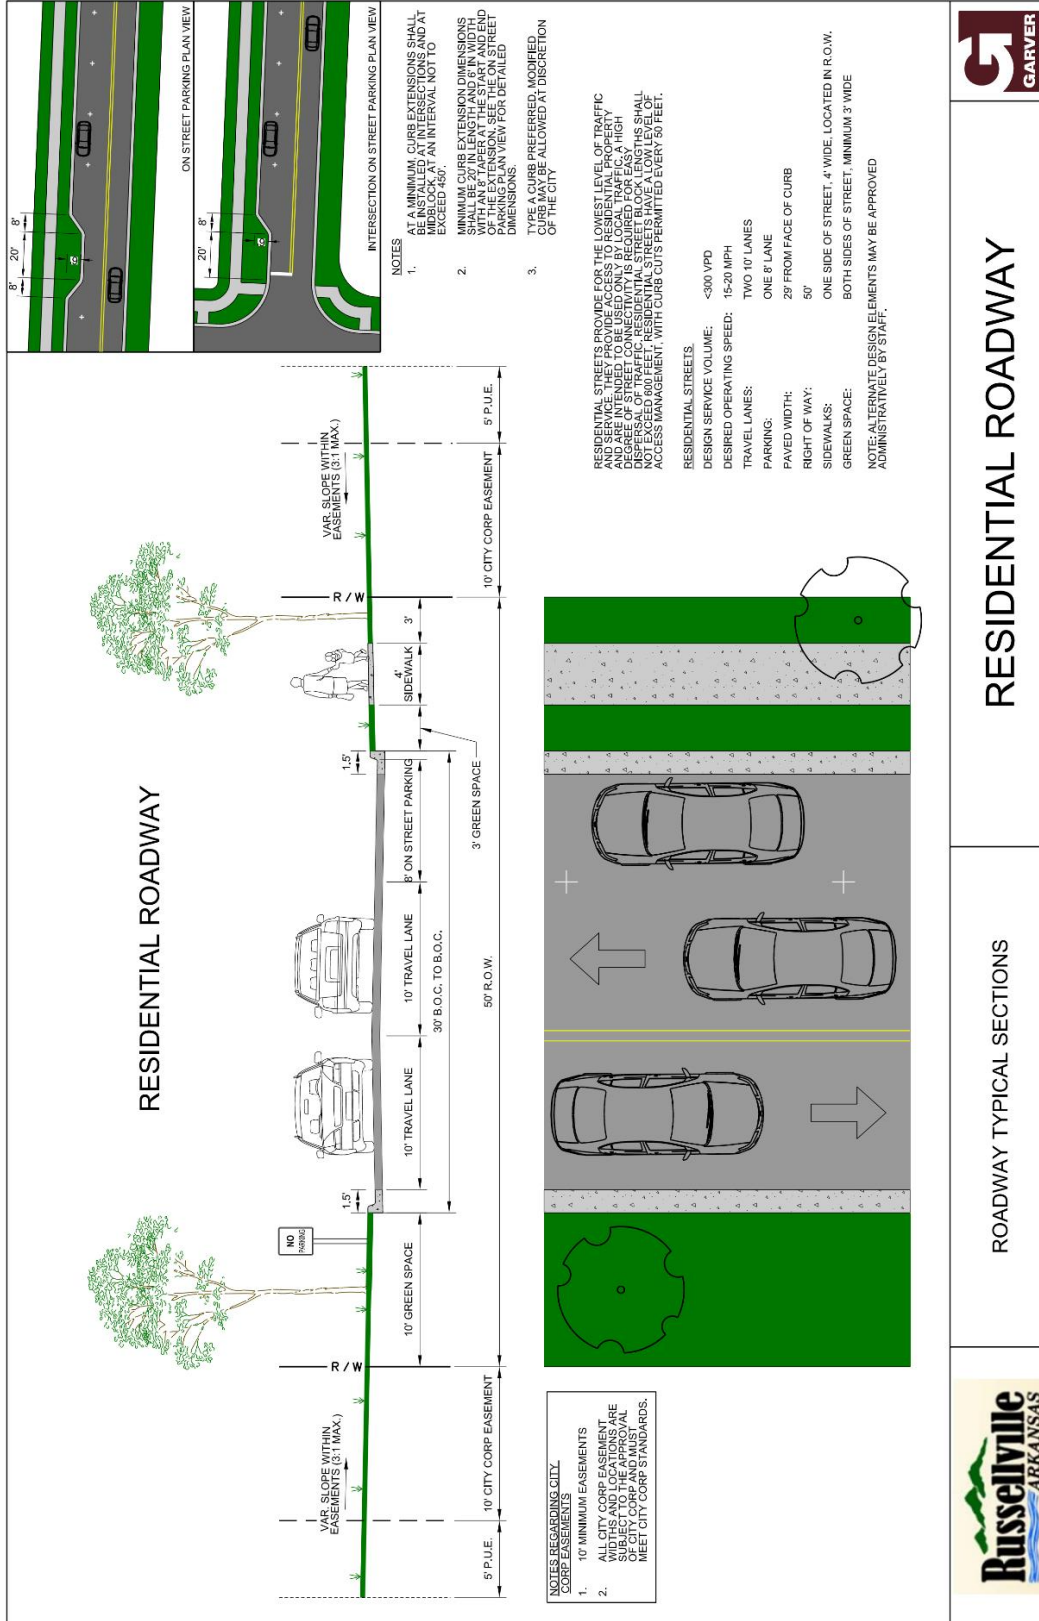 RESIDENTIAL ROADWAY
NO
PARKING
VAR. SLOPE WITHIN
EASEMENTS (3:1 MAX.)
R / W
1.5'
1.5'
R / W
VAR. SLOPE WITHIN
EASEMENTS (3:1 MAX.)
10' GREEN SPACE
10' TRAVEL LANE
10' TRAVEL LANE
8' ON STREET PARKING
4'
SIDEWALK
3'
30' B.O.C. TO B.O.C.
3' GREEN SPACE
5' P.U.E.
10' CITY CORP EASEMENT
50' R.O.W.
10' CITY CORP EASEMENT
5' P.U.E.
8'
20'
8'
6'
ON STREET PARKING PLAN VIEW
20'
8'
6'
INTERSECTION ON STREET PARKING PLAN VIEW
NOTES
1. AT A MINIMUM, CURB EXTENSIONS SHALL
BE INSTALLED AT INTERSECTIONS AND AT
MIDBLOCK, AT AN INTERVAL NOT TO
EXCEED 450'.
2. MINIMUM CURB EXTENSION DIMENSIONS
SHALL BE 20' IN LENGTH AND 6' IN WIDTH
WITH AN 8' TAPER AT THE START AND END
OF THE EXTENSION. SEE THE ON STREET
PARKING PLAN VIEW FOR DETAILED
DIMENSIONS.
3. TYPE A CURB PREFERRED, MODIFIED
CURB MAY BE ALLOWED AT DISCRETION
OF THE CITY
NOTES REGARDING CITY
CORP EASEMENTS
1. 10' MINIMUM EASEMENTS
2. ALL CITY CORP EASEMENT
WIDTHS AND LOCATIONS ARE
SUBJECT TO THE APPROVAL
OF CITY CORP AND MUST
MEET CITY CORP STANDARDS.
RESIDENTIAL STREETS PROVIDE FOR THE LOWEST LEVEL OF TRAFFIC
AND SERVICE. THEY PROVIDE ACCESS TO RESIDENTIAL PROPERTY
AND ARE INTENDED TO BE USED ONLY BY LOCAL TRAFFIC. A HIGH
DEGREE OF STREET CONNECTIVITY IS REQUIRED FOR EASY
DISPERSAL OF TRAFFIC. RESIDENTIAL STREET BLOCK LENGTHS SHALL
NOT EXCEED 600 FEET. RESIDENTIAL STREETS HAVE A LOW LEVEL OF
ACCESS MANAGEMENT, WITH CURB CUTS PERMITTED EVERY 50 FEET.
RESIDENTIAL STREETS
DESIGN SERVICE VOLUME: <300 VPD
DESIRED OPERATING SPEED: 15-20 MPH
TRAVEL LANES: TWO 10' LANES
PARKING: ONE 8' LANE
PAVED WIDTH: 29' FROM FACE OF CURB
RIGHT OF WAY: 50'
SIDEWALKS: ONE SIDE OF STREET, 4' WIDE, LOCATED IN R.O.W.
GREEN SPACE: BOTH SIDES OF STREET, MINIMUM 3' WIDE
NOTE: ALTERNATE DESIGN ELEMENTS MAY BE APPROVED
ADMINISTRATIVELY BY STAFF.
Russellville
ARKANSAS
ROADWAY TYPICAL SECTIONS
RESIDENTIAL ROADWAY
GARVER